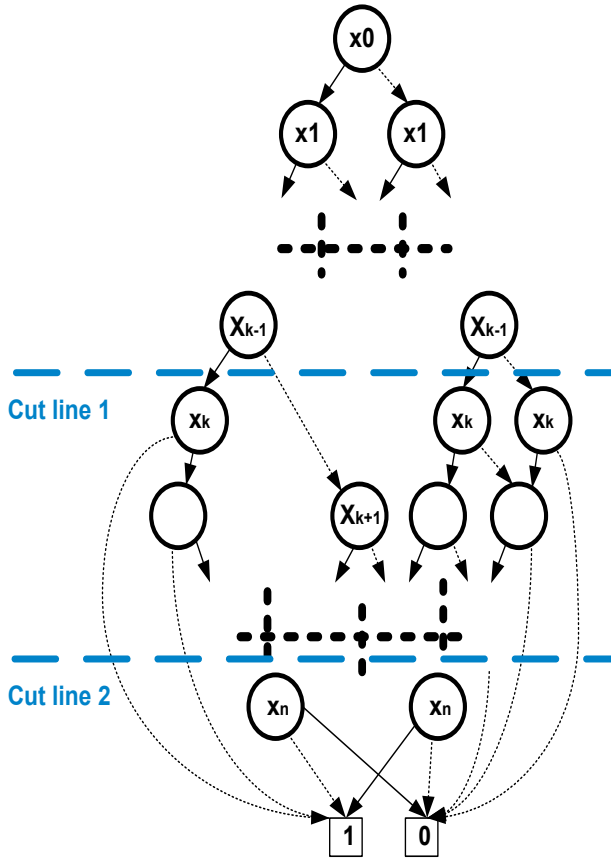 x0
x1 x1
Xk-1 Xk-1
Cut line 1
xk xk xk
Xk+1
Cut line 2
xn xn
1 0